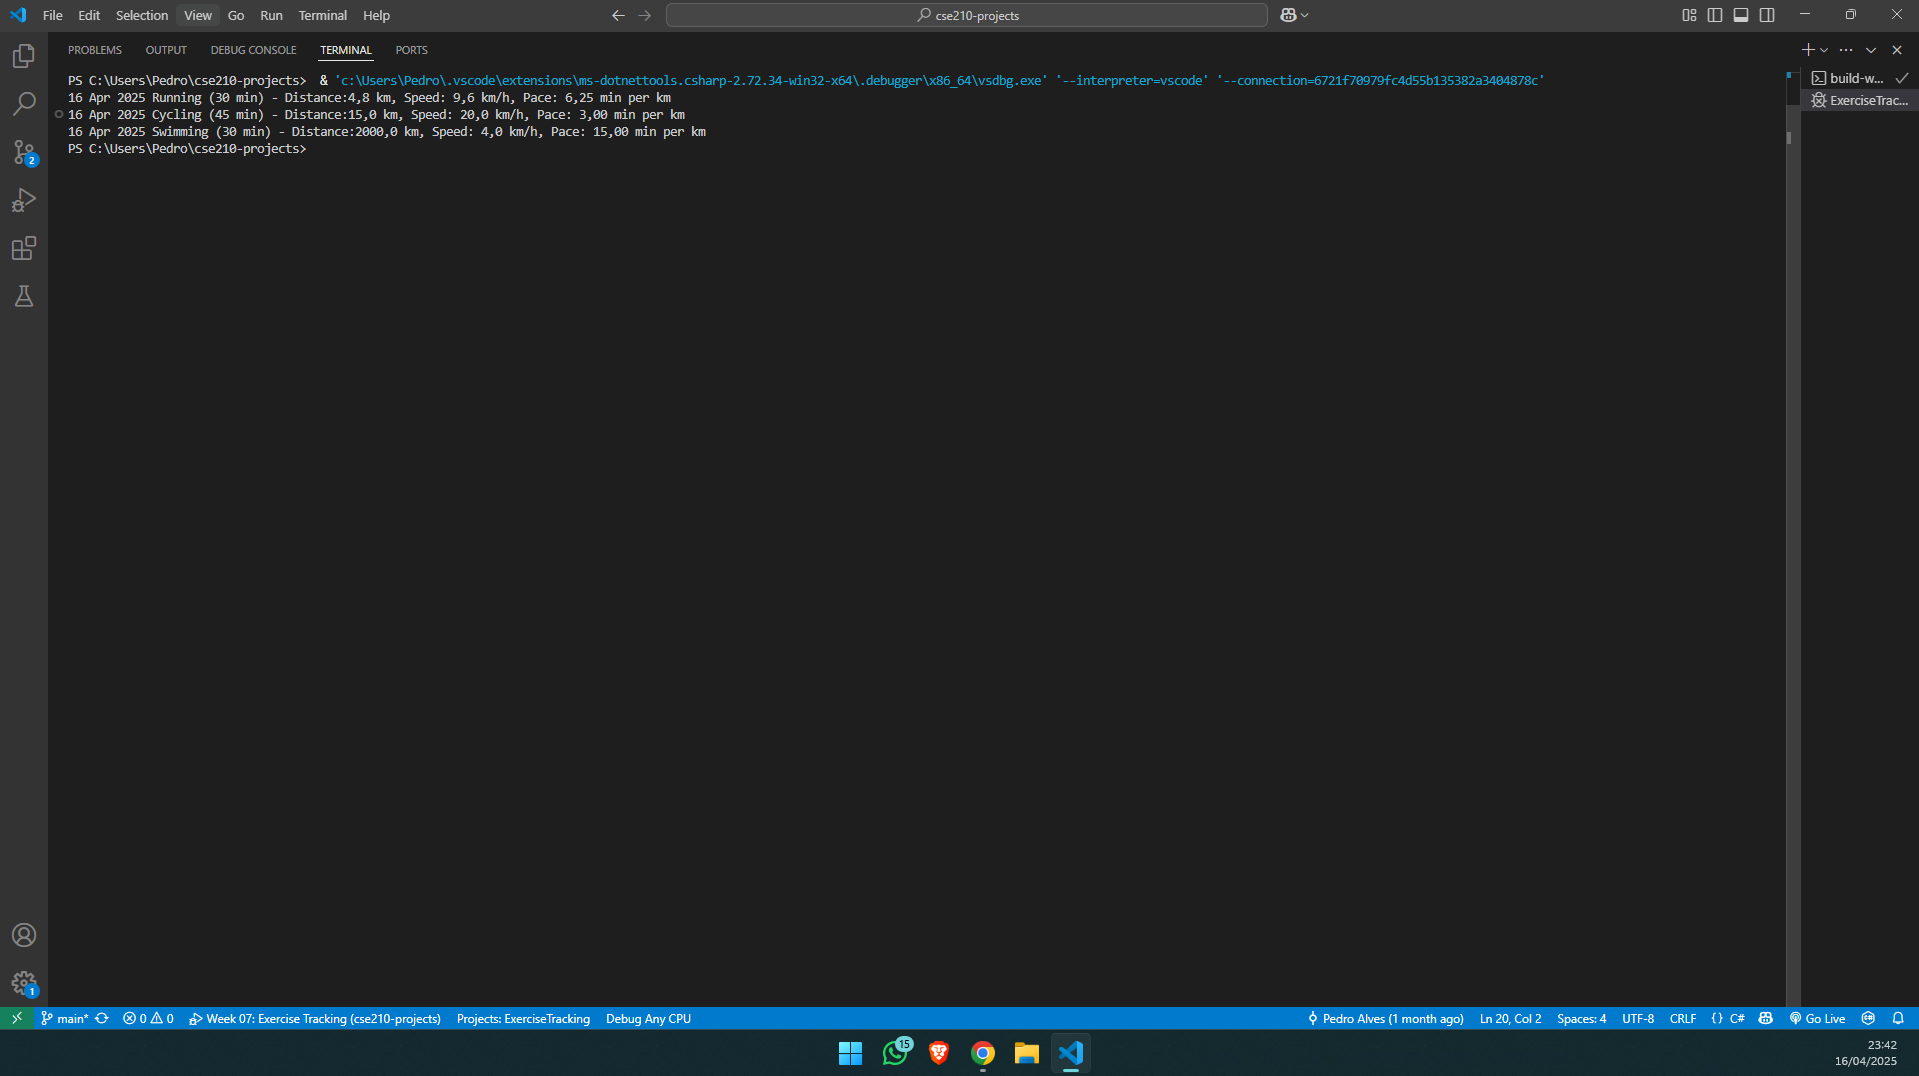 File Edit Selection View Go Run Terminal Help
cse210-projects
PROBLEMS OUTPUT DEBUG CONSOLE TERMINAL PORTS
PS C:\Users\Pedro\cse210-projects>  & 'c:\Users\Pedro\.vscode\extensions\ms-dotnettools.csharp-2.72.34-win32-x64\.debugger\x86_64\vsdbg.exe' '--interpreter=vscode' '--connection=6721f70979fc4d55b135382a3404878c'
16 Apr 2025 Running (30 min) - Distance:4,8 km, Speed: 9,6 km/h, Pace: 6,25 min per km
16 Apr 2025 Cycling (45 min) - Distance:15,0 km, Speed: 20,0 km/h, Pace: 3,00 min per km
16 Apr 2025 Swimming (30 min) - Distance:2000,0 km, Speed: 4,0 km/h, Pace: 15,00 min per km
PS C:\Users\Pedro\cse210-projects>
build-w...
ExerciseTrac...
2
1
main* 0 0 Week 07: Exercise Tracking (cse210-projects) Projects: ExerciseTracking Debug Any CPU Pedro Alves (1 month ago) Ln 20, Col 2 Spaces: 4 UTF-8 CRLF {} C# Go Live
15
23:42
16/04/2025